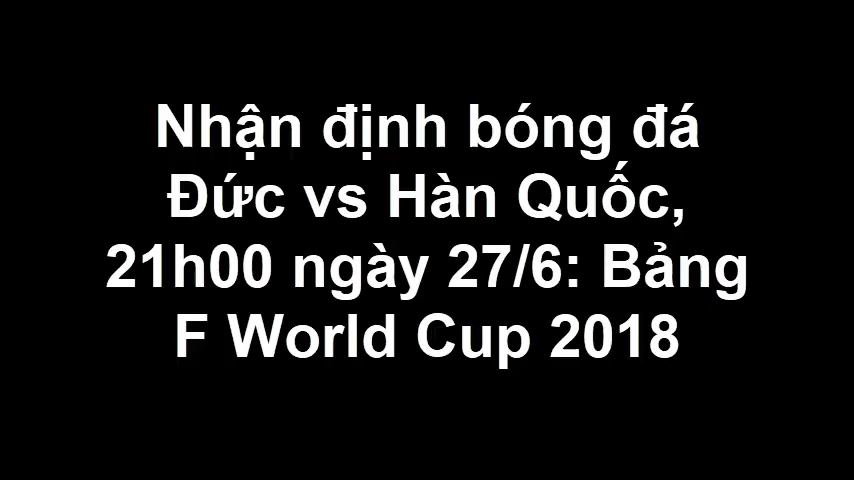 Nhận định bóng đá
Đức vs Hàn Quốc,
21h00 ngày 27/6: Bảng
F World Cup 2018